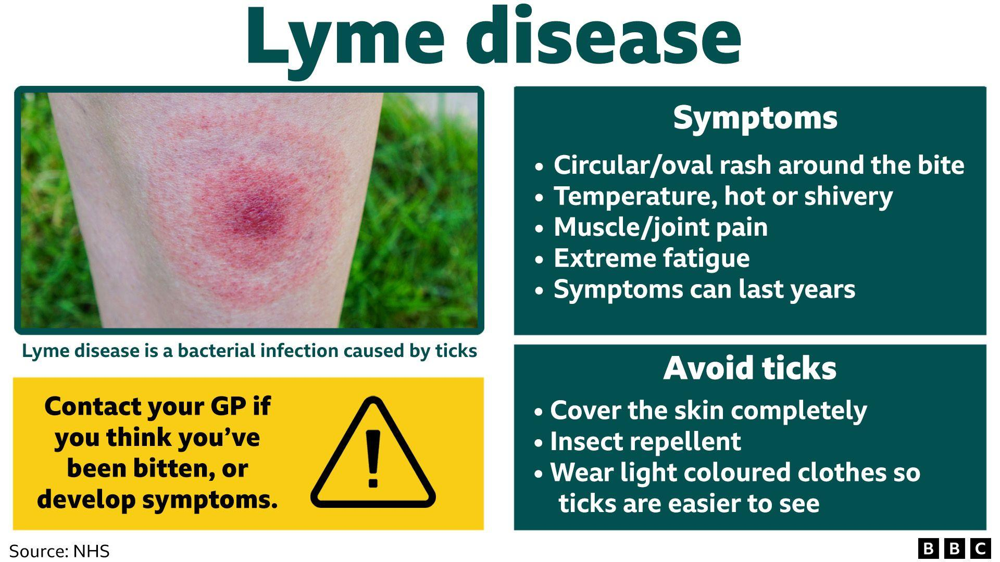 Lyme disease
Lyme disease is a bacterial infection caused by ticks
Contact your GP if
you think you’ve
been bitten, or
develop symptoms.
Symptoms
• Circular/oval rash around the bite
• Temperature, hot or shivery
• Muscle/joint pain
• Extreme fatigue
• Symptoms can last years
Avoid ticks
• Cover the skin completely
• Insect repellent
• Wear light coloured clothes so
ticks are easier to see
Source: NHS
BBC